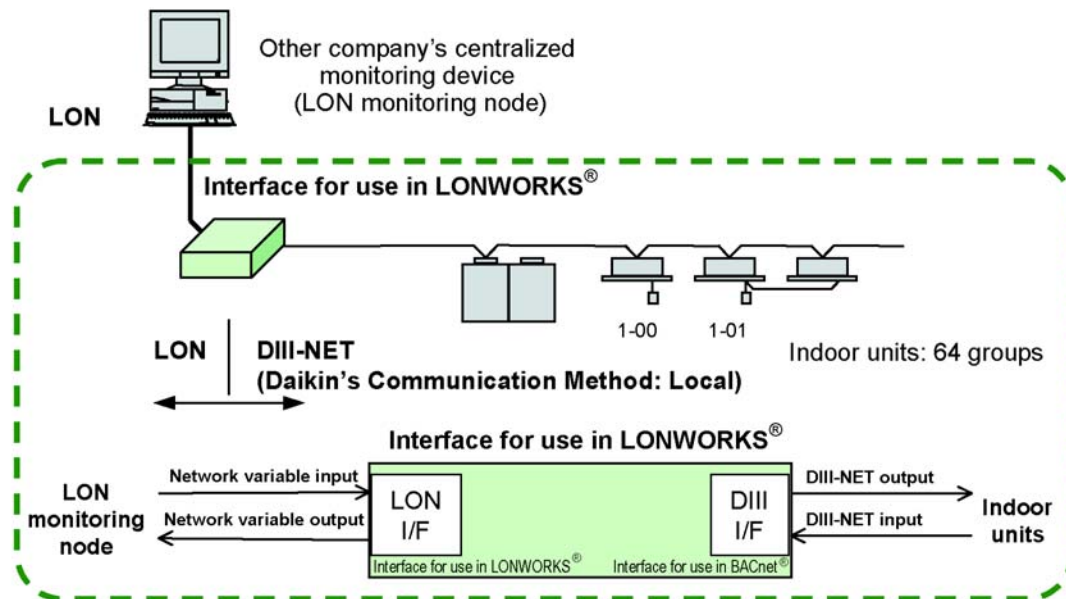 Other company's centralized
monitoring device
(LON monitoring node)
LON
Interface for use in LONWORKS®
1-00
1-01
Indoor units: 64 groups
LON
DIII-NET
(Daikin's Communication Method: Local)
Interface for use in LONWORKS®
LON
monitoring
node
Network variable input
Network variable output
LON
I/F
DIII
I/F
Interface for use in LONWORKS®
Interface for use in BACnet®
DIII-NET output
DIII-NET input
Indoor
units